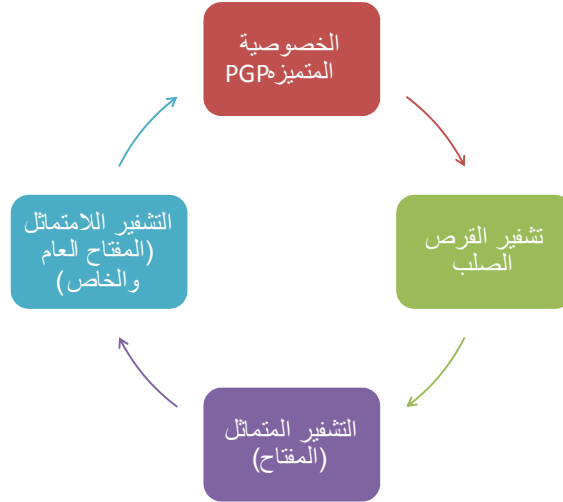 الخصوصية
المتميزهPGP
تشفير القرص
الصلب
التشفير المتماثل
(المفتاح)
التشفير اللامتماثل
(المفتاح العام
والخاص)